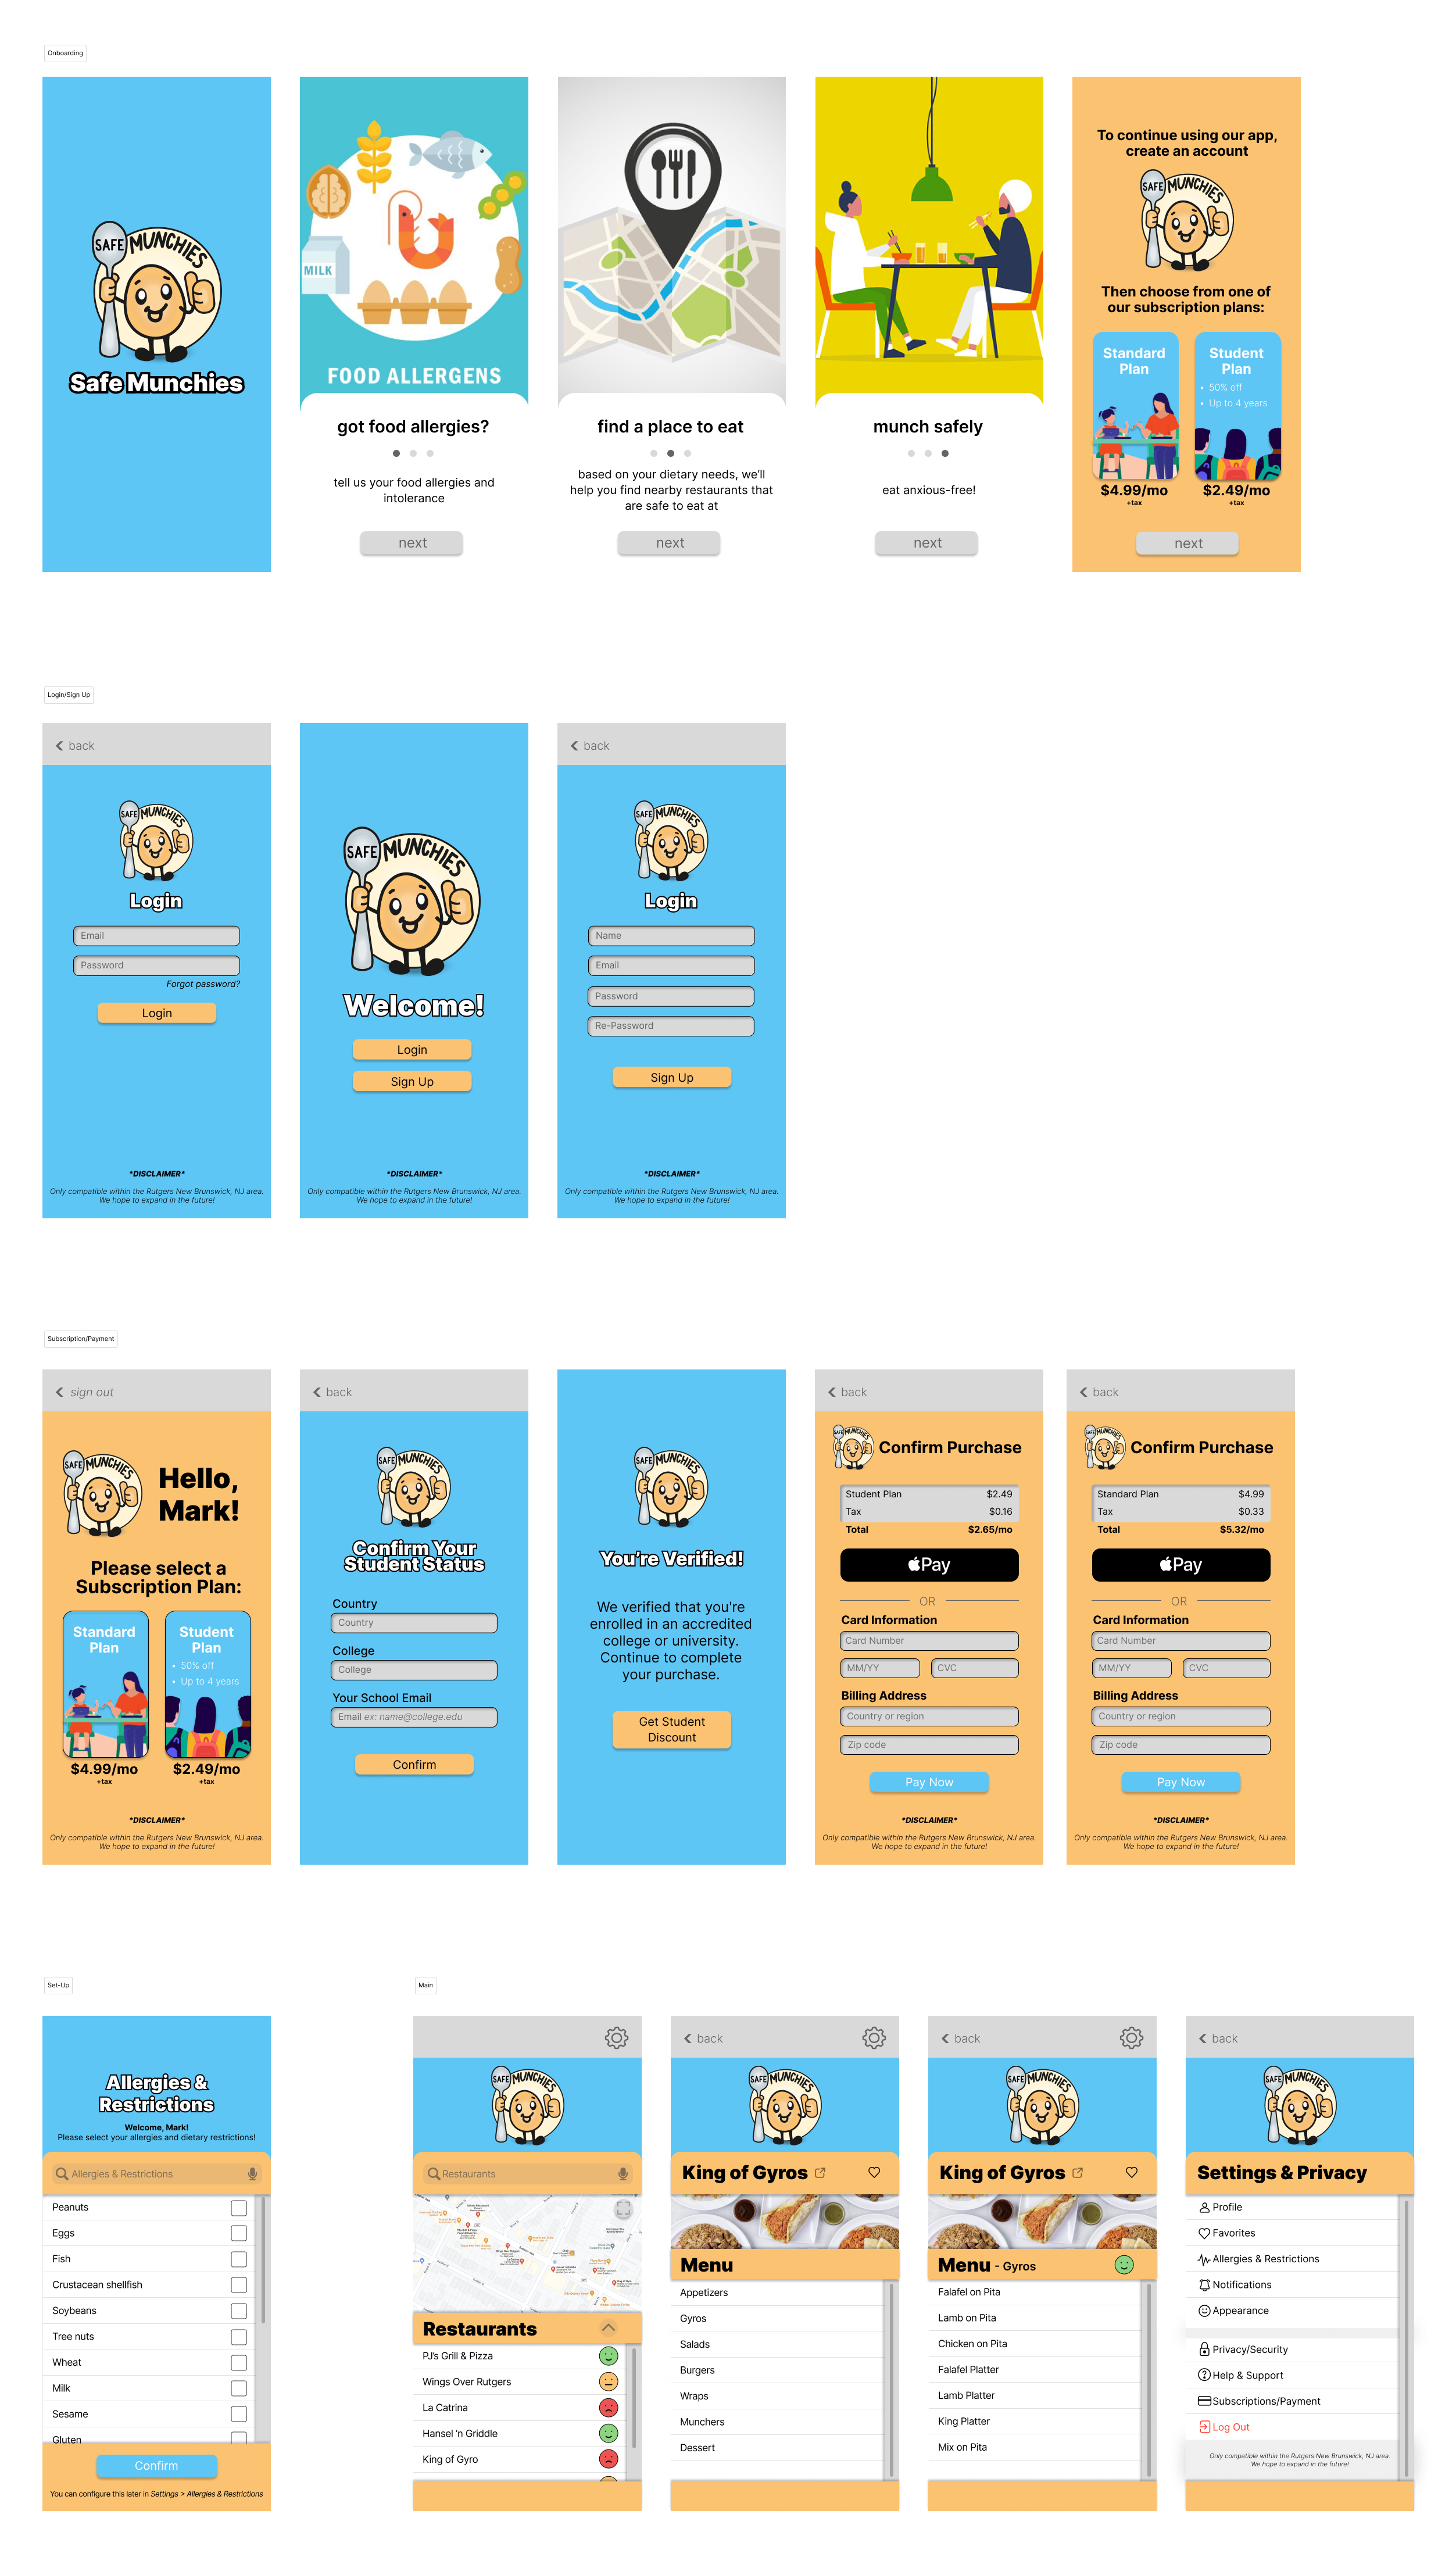 Onboarding
SAFE MUNCHIES
Safe Munchies
MILK
FOOD ALLERGENS
got food allergies?
tell us your food allergies and
intolerance
next
find a place to eat
based on your dietary needs, we'll
help you find nearby restaurants that
are safe to eat at
next
munch safely
eat anxious-free!
next
To continue using our app,
create an account
SAFE MUNCHIES
Then choose from one of
our subscription plans:
Standard
Plan
$4.99/mo
+tax
Student
Plan
• 50% off
• Up to 4 years
$2.49/mo
+tax
next
Login/Sign Up
back
SAFE MUNCHIES
Login
Email
Password
Forgot password?
Login
*DISCLAIMER*
Only compatible within the Rutgers New Brunswick, NJ area.
We hope to expand in the future!
SAFE MUNCHIES
Welcome!
Login
Sign Up
*DISCLAIMER*
Only compatible within the Rutgers New Brunswick, NJ area.
We hope to expand in the future!
back
SAFE MUNCHIES
Login
Name
Email
Password
Re-Password
Sign Up
*DISCLAIMER*
Only compatible within the Rutgers New Brunswick, NJ area.
We hope to expand in the future!
Subscription/Payment
sign out
SAFE MUNCHIES
Hello,
Mark!
Please select a
Subscription Plan:
Standard
Plan
$4.99/mo
+tax
Student
Plan
• 50% off
• Up to 4 years
$2.49/mo
+tax
*DISCLAIMER*
Only compatible within the Rutgers New Brunswick, NJ area.
We hope to expand in the future!
back
SAFE MUNCHIES
Confirm Your
Student Status
Country
Country
College
College
Your School Email
Email ex: name@college.edu
Confirm
SAFE MUNCHIES
You're Verified!
We verified that you're
enrolled in an accredited
college or university.
Continue to complete
your purchase.
Get Student
Discount
back
SAFE MUNCHIES
Confirm Purchase
Student Plan $2.49
Tax $0.16
Total $2.65/mo
Pay
OR
Card Information
Card Number
MM/YY CVC
Billing Address
Country or region
Zip code
Pay Now
*DISCLAIMER*
Only compatible within the Rutgers New Brunswick, NJ area.
We hope to expand in the future!
back
SAFE MUNCHIES
Confirm Purchase
Standard Plan $4.99
Tax $0.33
Total $5.32/mo
Pay
OR
Card Information
Card Number
MM/YY CVC
Billing Address
Country or region
Zip code
Pay Now
*DISCLAIMER*
Only compatible within the Rutgers New Brunswick, NJ area.
We hope to expand in the future!
Set-Up
Allergies &
Restrictions
Welcome, Mark!
Please select your allergies and dietary restrictions!
Allergies & Restrictions
Peanuts
Eggs
Fish
Crustacean shellfish
Soybeans
Tree nuts
Wheat
Milk
Sesame
Gluten
Confirm
You can configure this later in Settings > Allergies & Restrictions
Main
SAFE MUNCHIES
Restaurants
Restaurants
PJ's Grill & Pizza
Wings Over Rutgers
La Catrina
Hansel 'n Griddle
King of Gyro
back
SAFE MUNCHIES
King of Gyros
Menu
Appetizers
Gyros
Salads
Burgers
Wraps
Munchers
Dessert
back
SAFE MUNCHIES
King of Gyros
Menu - Gyros
Falafel on Pita
Lamb on Pita
Chicken on Pita
Falafel Platter
Lamb Platter
King Platter
Mix on Pita
back
SAFE MUNCHIES
Settings & Privacy
Profile
Favorites
Allergies & Restrictions
Notifications
Appearance
Privacy/Security
Help & Support
Subscriptions/Payment
Log Out
Only compatible within the Rutgers New Brunswick, NJ area.
We hope to expand in the future!